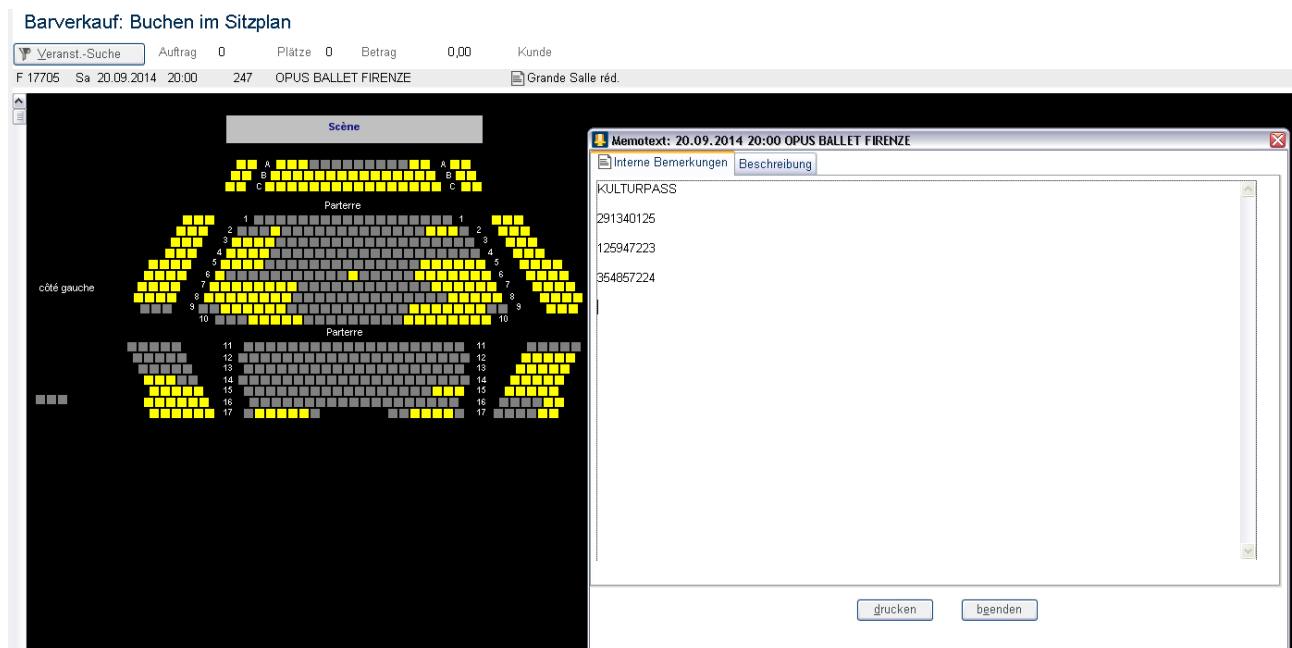 Barverkauf: Buchen im Sitzplan
Veranst.-Suche Auftrag 0 Plätze 0 Betrag 0,00 Kunde
F 17705 Sa 20.09.2014 20:00 247 OPUS BALLET FIRENZE Grande Salle réd.
Scène
A A
B B
C C
Parterre
1 1
2 2
3 3
4 4
5 5
6 6
côté gauche 7 7
8 8
9 9
10 10
Parterre
11 11
12 12
13 13
14 14
15 15
16 16
17 17
Memotext: 20.09.2014 20:00 OPUS BALLET FIRENZE
Interne Bemerkungen Beschreibung
KULTURPASS
291340125
125947223
354857224
drucken beenden